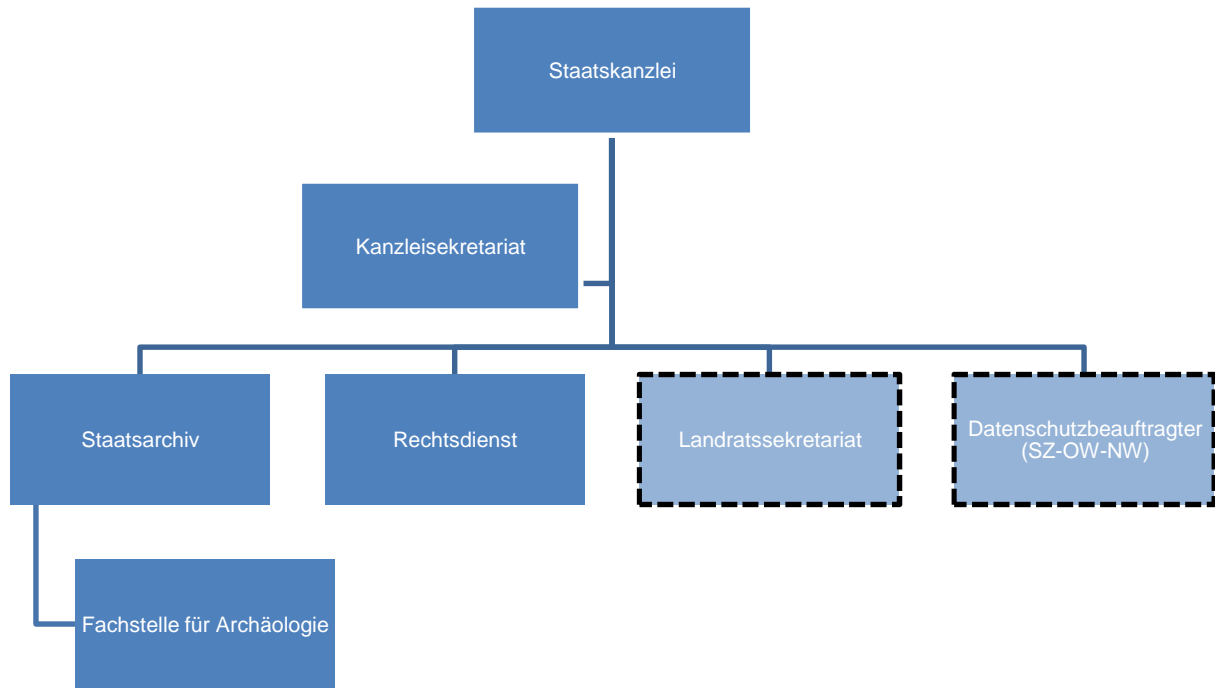 Staatskanzlei
Kanzleisekretariat
Staatsarchiv
Rechtsdienst
Landratssekretariat
Datenschutzbeauftragter
(SZ-OW-NW)
Fachstelle für Archäologie